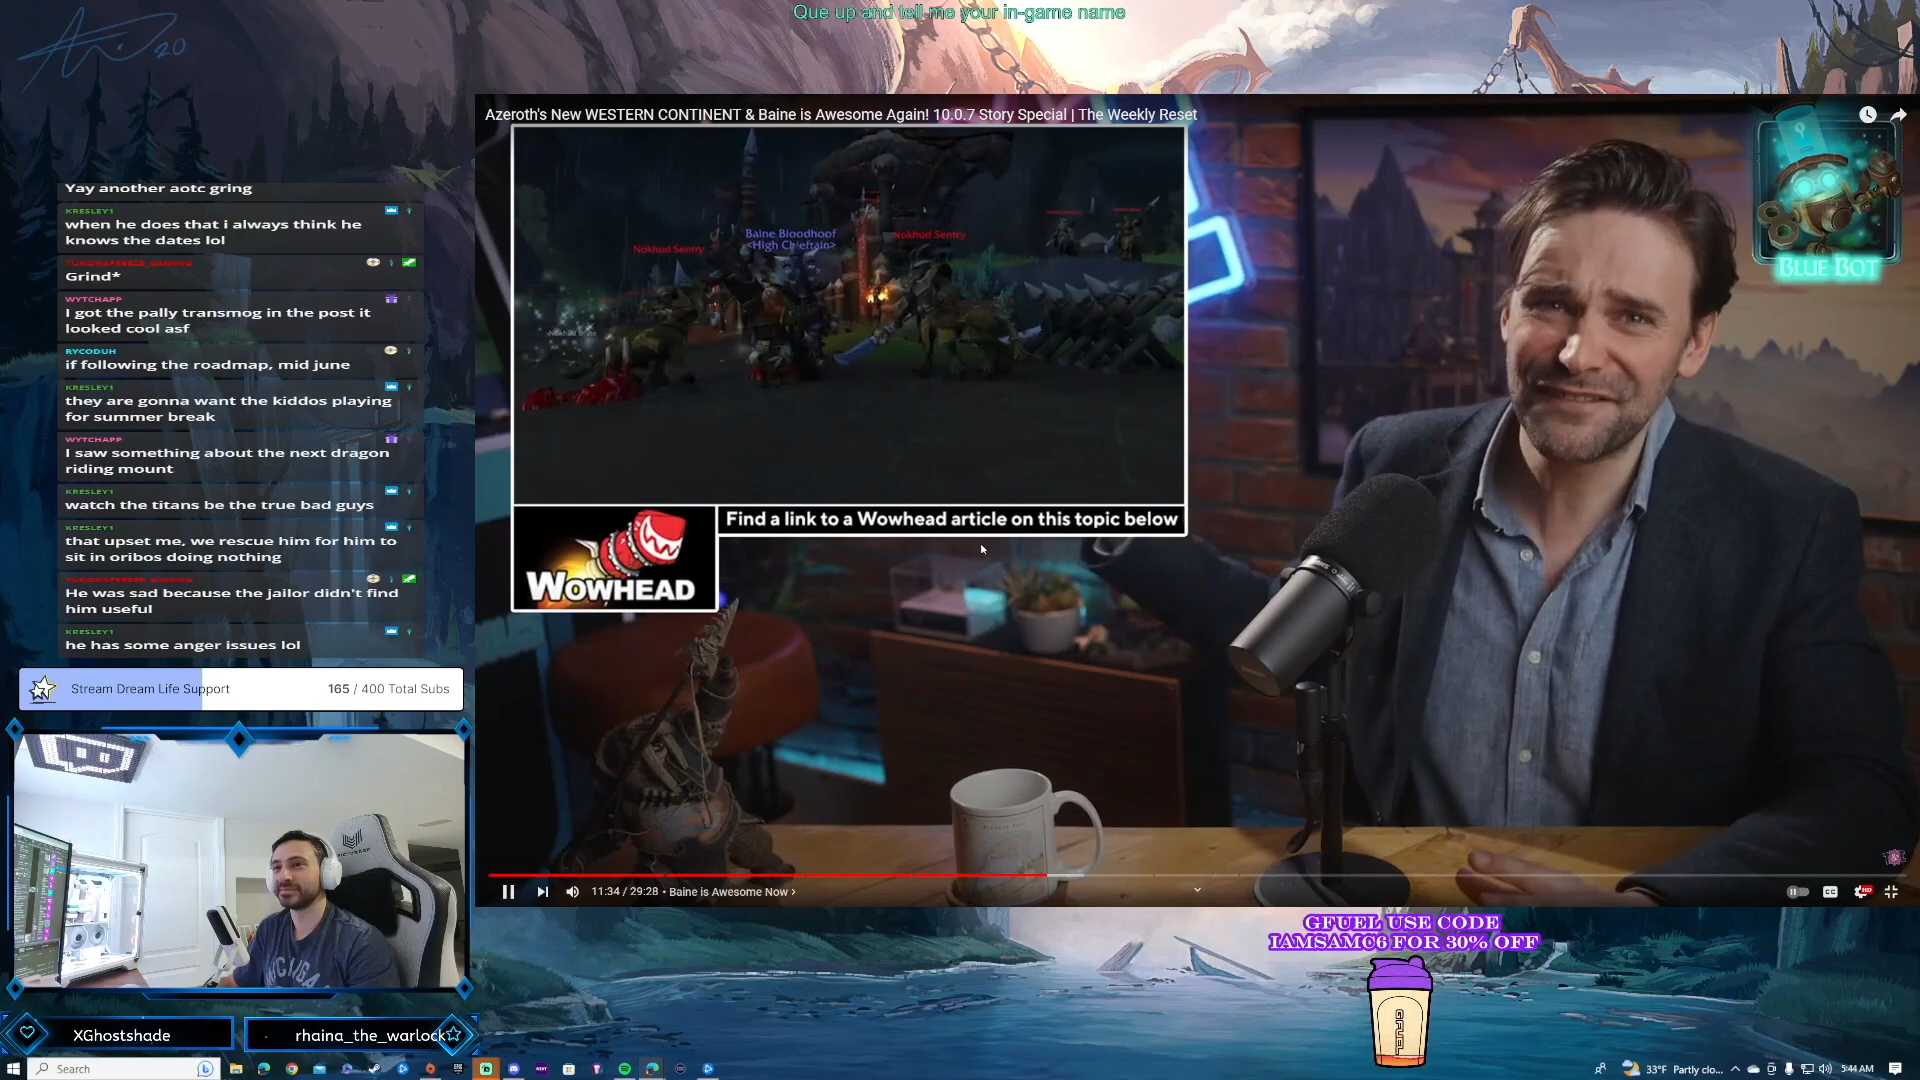 Que up and tell me your in-game name
20
Azeroth's New WESTERN CONTINENT & Baine is Awesome Again! 10.0.7 Story Special | The Weekly Reset
Baine Bloodhoof
<High Chieftain>
Nokhud Sentry
Nokhud Sentry
Find a link to a Wowhead article on this topic below
WOWHEAD
BLUE BOT
Yay another aotc gring
KRESLEY1
when he does that i always think he
knows the dates lol
Grind*
WYTCHAPP
I got the pally transmog in the post it
looked cool asf
RYCODUH
if following the roadmap, mid june
KRESLEY1
they are gonna want the kiddos playing
for summer break
WYTCHAPP
I saw something about the next dragon
riding mount
KRESLEY1
watch the titans be the true bad guys
KRESLEY1
that upset me, we rescue him for him to
sit in oribos doing nothing
He was sad because the jailor didn't find
him useful
KRESLEY1
he has some anger issues lol
Stream Dream Life Support
165 / 400 Total Subs
11:34 / 29:28 • Baine is Awesome Now ›
CC
HD
GFUEL USE CODE
IAMSAMC6 FOR 30% OFF
GFUEL
XGhostshade
rhaina_the_warlock
Search
33°F Partly clo...
5:44 AM